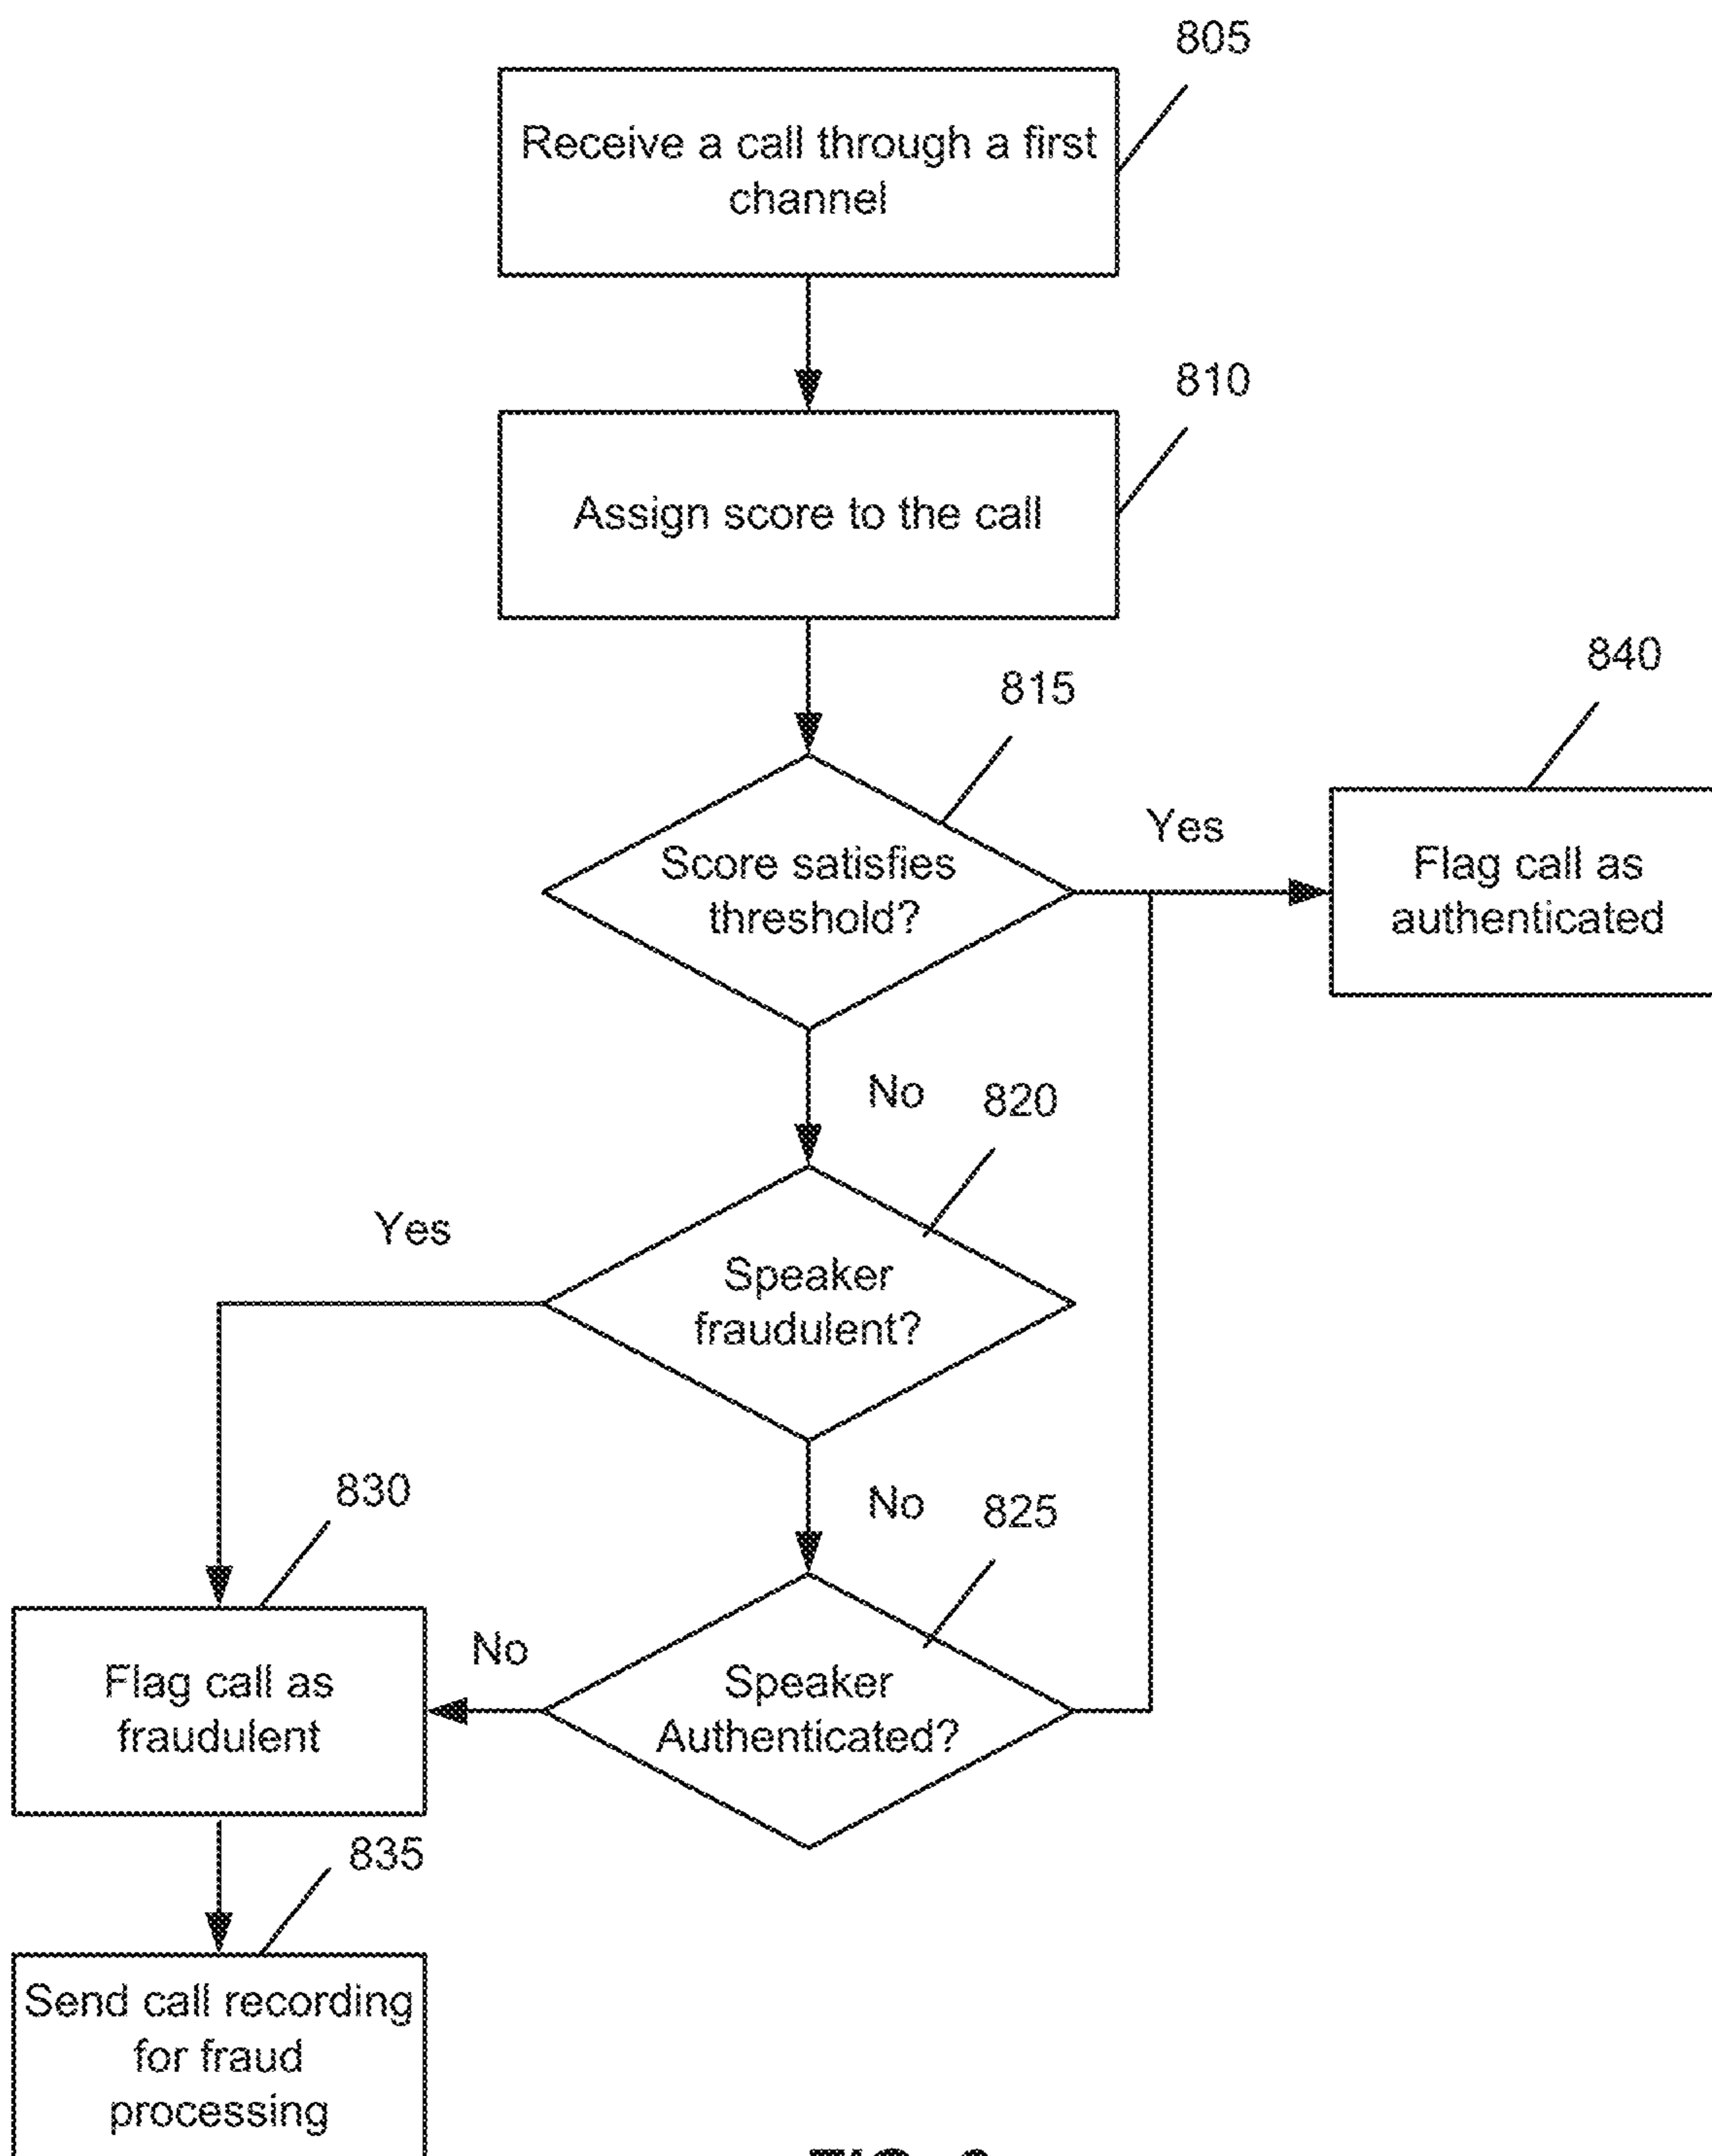 805
Receive a call through a first
channel
810
Assign score to the call
815
840
Score satisfies
threshold?
Yes
Flag call as
authenticated
No
820
Yes
Speaker
fraudulent?
No
825
830
Flag call as
fraudulent
No
Speaker
Authenticated?
835
Send call recording
for fraud
processing